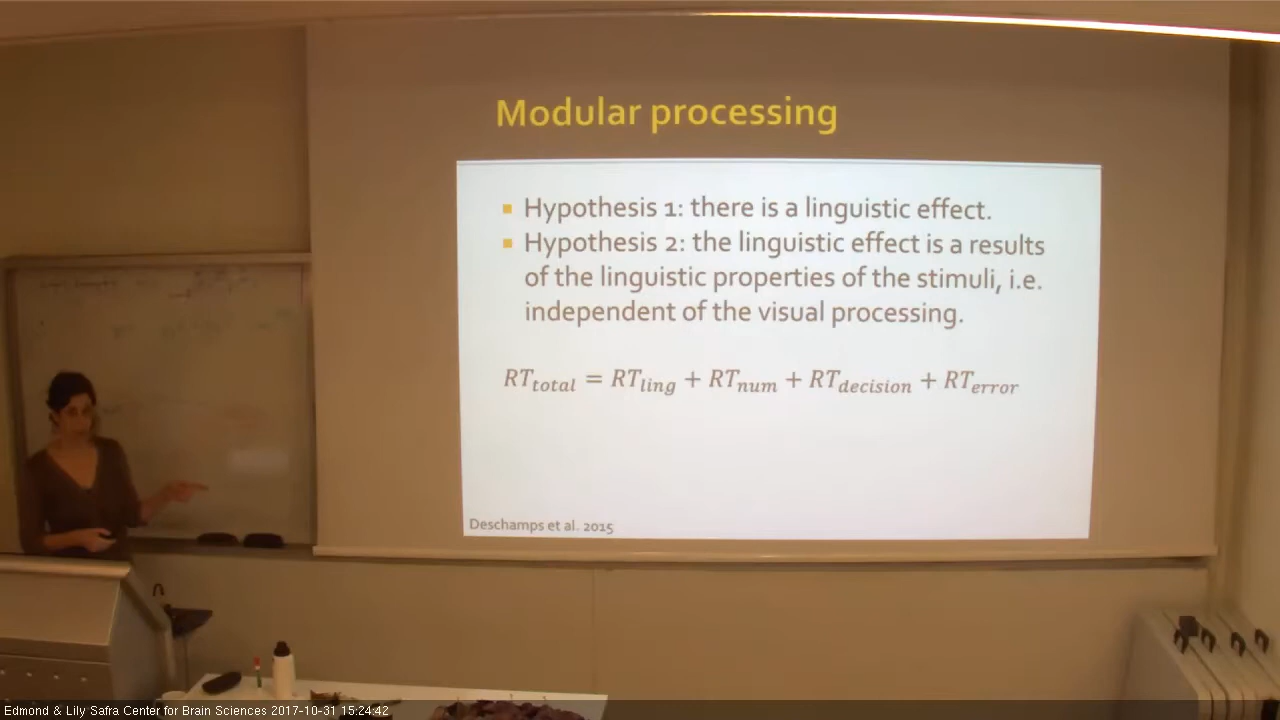 Modular processing
Hypothesis 1: there is a linguistic effect.
Hypothesis 2: the linguistic effect is a results
of the linguistic properties of the stimuli, i.e.
independent of the visual processing.
RT_total = RT_ling + RT_num + RT_decision + RT_error
Deschamps et al. 2015
Edmond & Lily Safra Center for Brain Sciences 2017-10-31 15:24:42